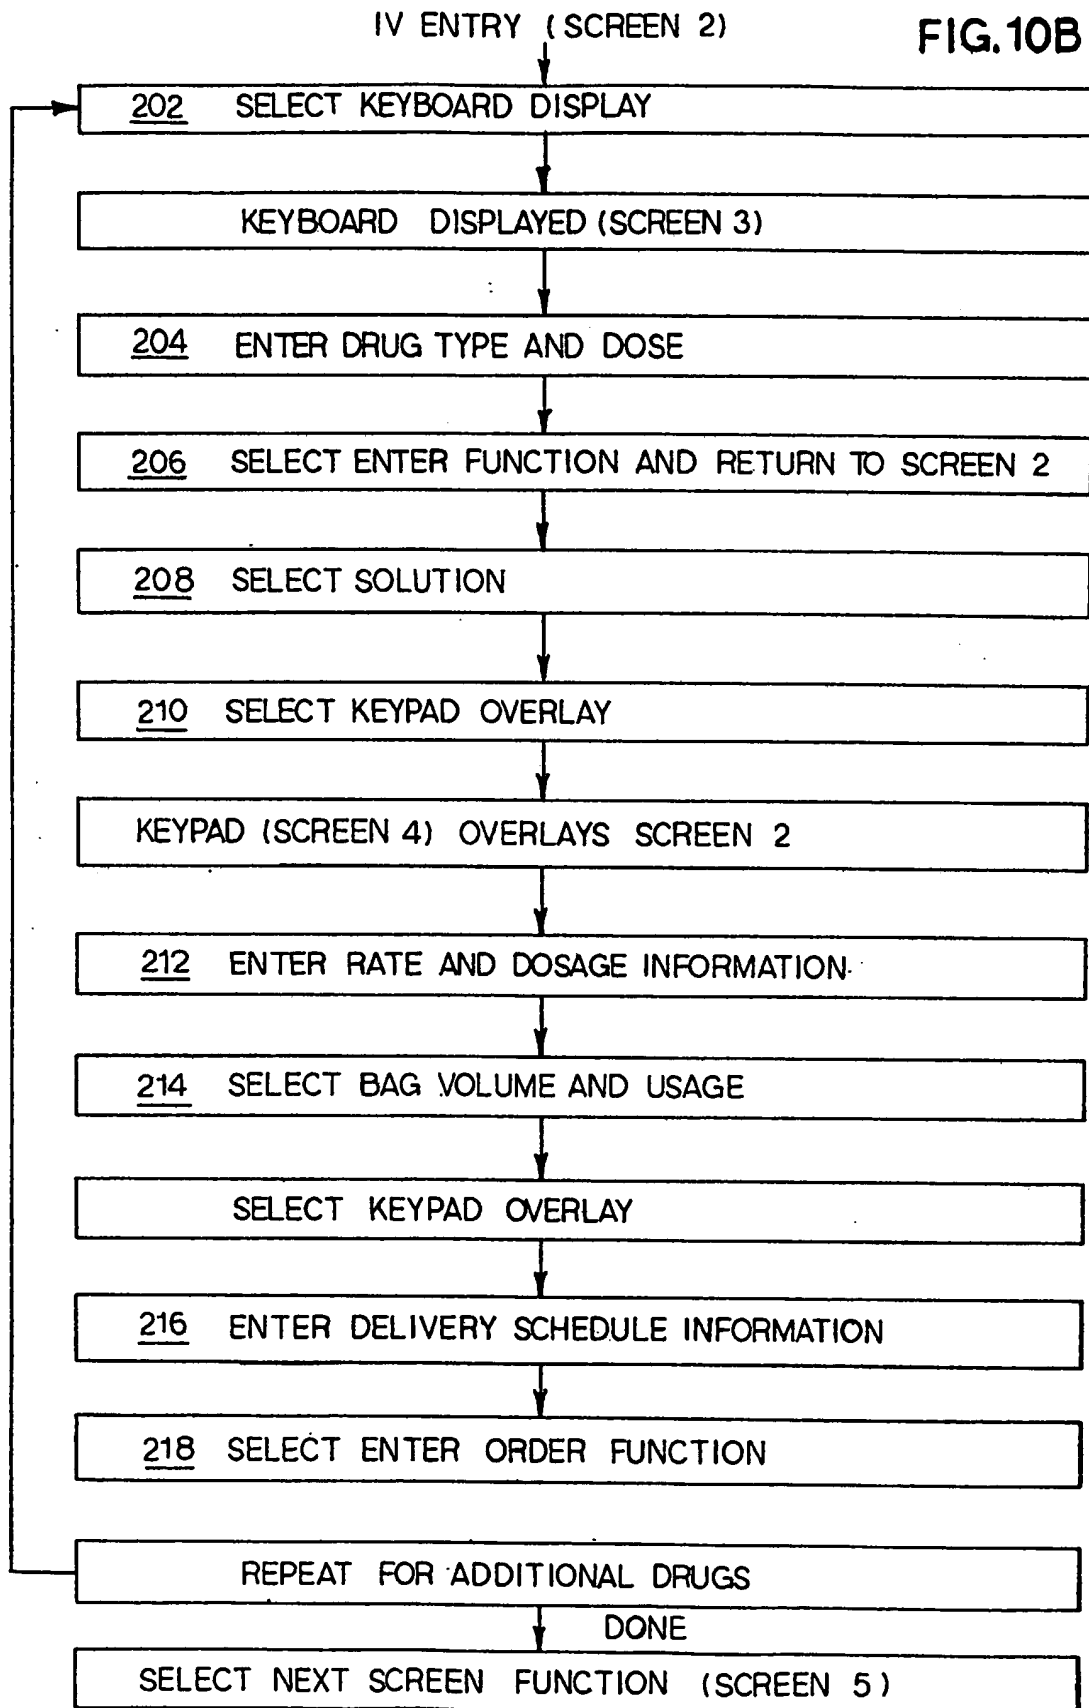 IV ENTRY (SCREEN 2)
FIG. 10B
202 SELECT KEYBOARD DISPLAY
KEYBOARD DISPLAYED (SCREEN 3)
204 ENTER DRUG TYPE AND DOSE
206 SELECT ENTER FUNCTION AND RETURN TO SCREEN 2
208 SELECT SOLUTION
210 SELECT KEYPAD OVERLAY
KEYPAD (SCREEN 4) OVERLAYS SCREEN 2
212 ENTER RATE AND DOSAGE INFORMATION
214 SELECT BAG VOLUME AND USAGE
SELECT KEYPAD OVERLAY
216 ENTER DELIVERY SCHEDULE INFORMATION
218 SELECT ENTER ORDER FUNCTION
REPEAT FOR ADDITIONAL DRUGS
DONE
SELECT NEXT SCREEN FUNCTION (SCREEN 5)